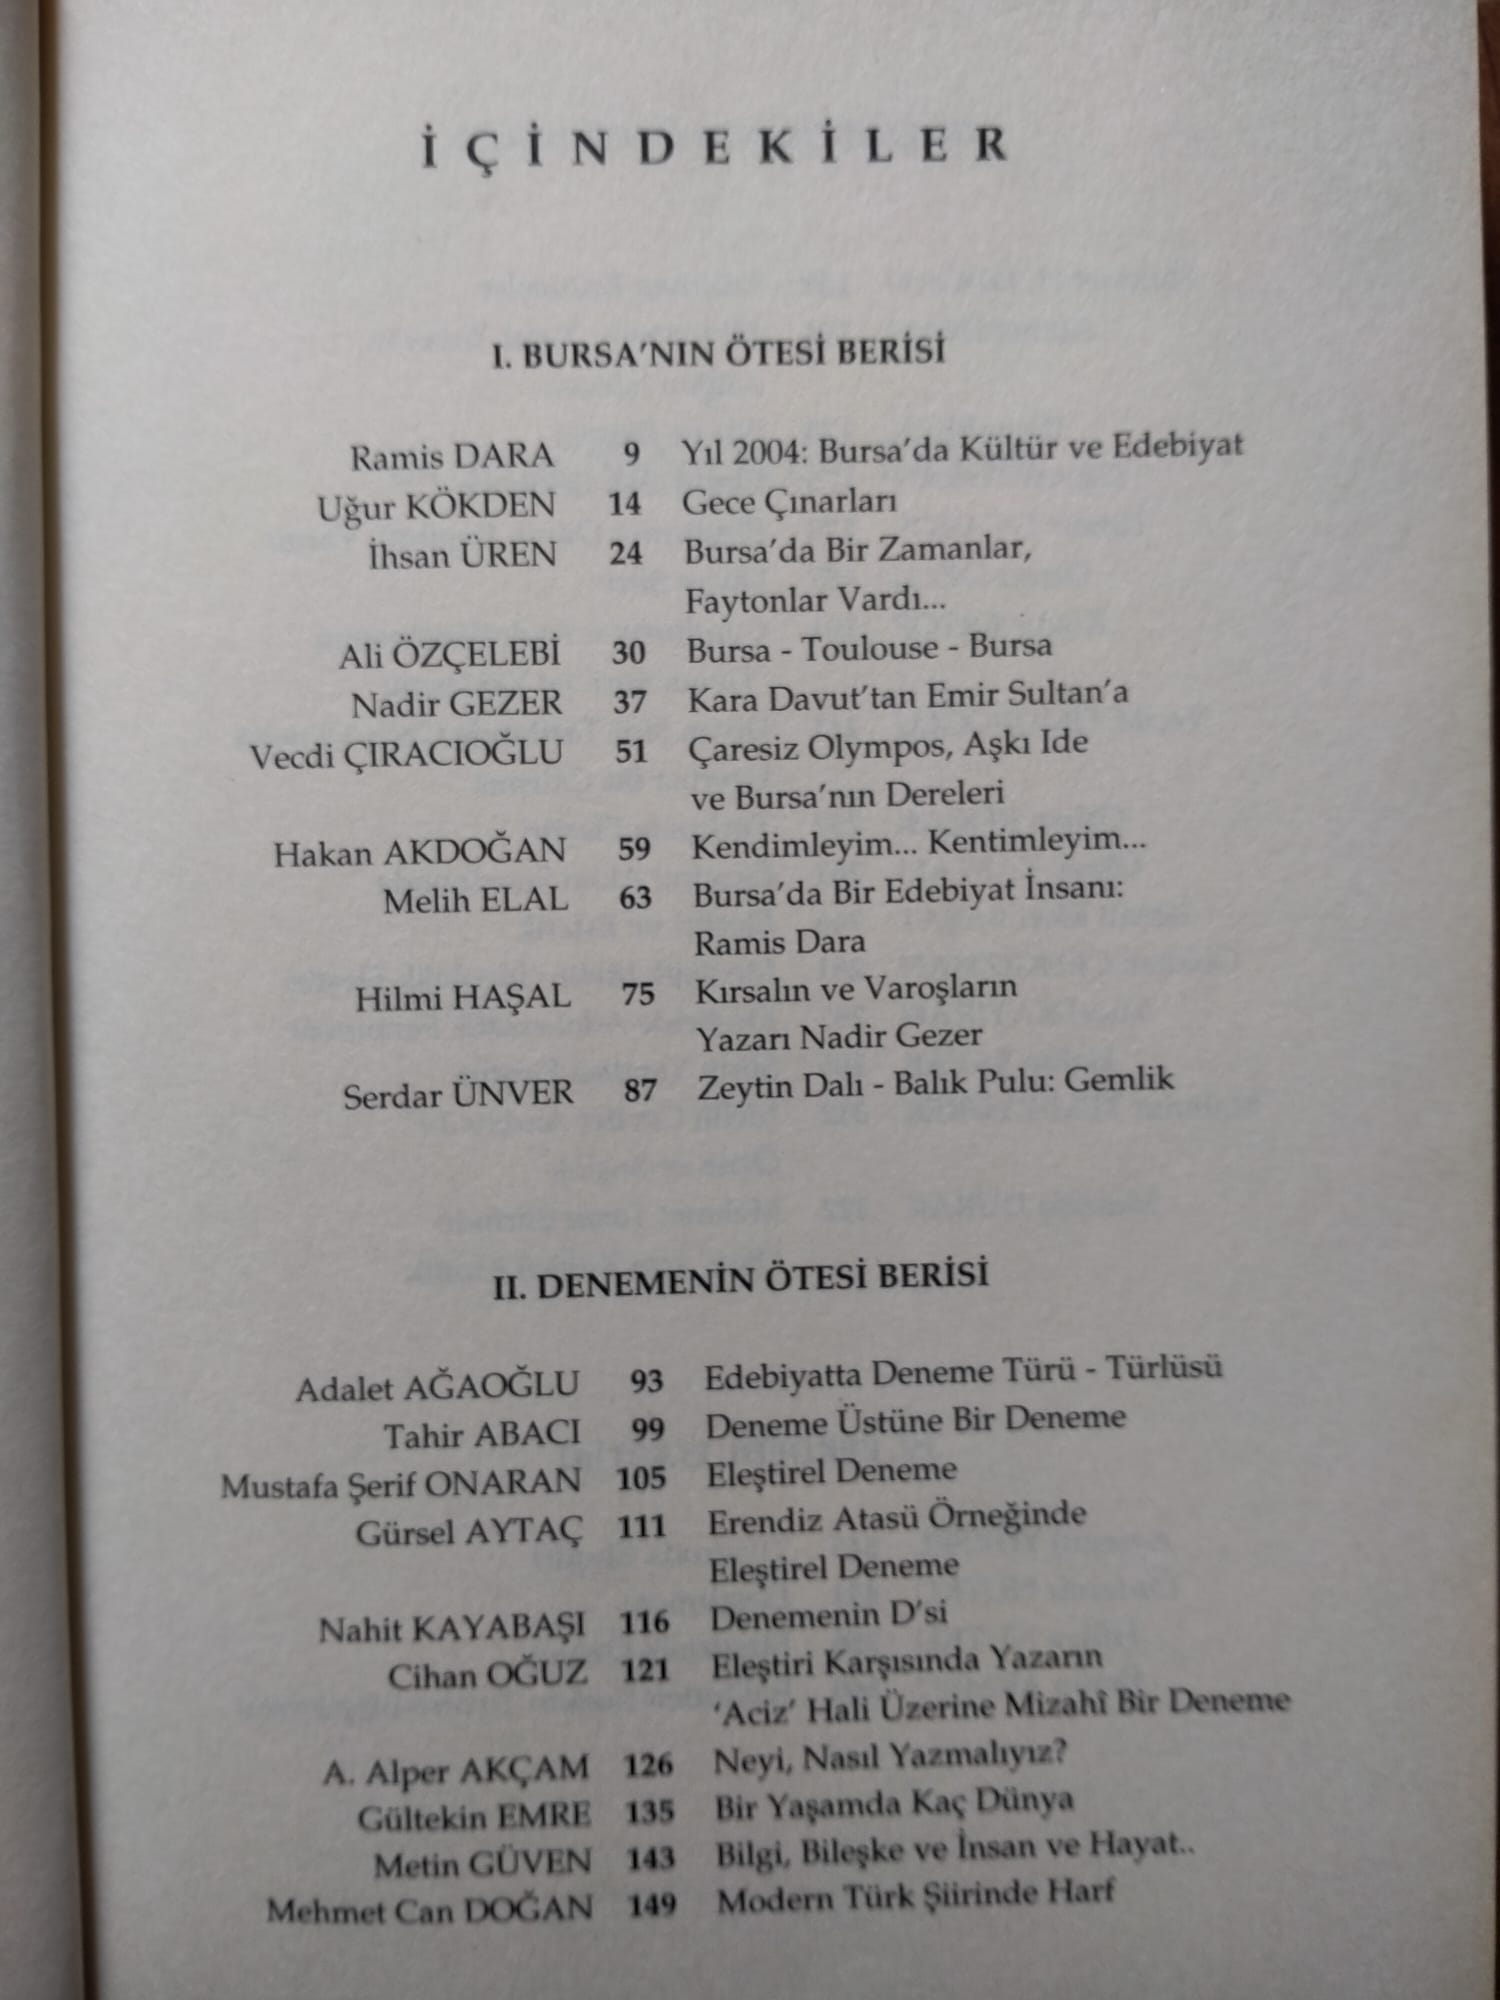 İÇİNDEKİLER
I. BURSA'NIN ÖTESİ BERİSİ
Ramis DARA 9 Yıl 2004: Bursa'da Kültür ve Edebiyat
Uğur KÖKDEN 14 Gece Çınarları
İhsan ÜREN 24 Bursa'da Bir Zamanlar,
Faytonlar Vardı...
Ali ÖZÇELEBİ 30 Bursa - Toulouse - Bursa
Nadir GEZER 37 Kara Davut'tan Emir Sultan'a
Vecdi ÇIRACIOĞLU 51 Çaresiz Olympos, Aşkı Ide
ve Bursa'nın Dereleri
Hakan AKDOĞAN 59 Kendimleyim... Kentimleyim...
Melih ELAL 63 Bursa'da Bir Edebiyat İnsanı:
Ramis Dara
Hilmi HAŞAL 75 Kırsalın ve Varoşların
Yazarı Nadir Gezer
Serdar ÜNVER 87 Zeytin Dalı - Balık Pulu: Gemlik
II. DENEMENİN ÖTESİ BERİSİ
Adalet AĞAOĞLU 93 Edebiyatta Deneme Türü - Türlüsü
Tahir ABACI 99 Deneme Üstüne Bir Deneme
Mustafa Şerif ONARAN 105 Eleştirel Deneme
Gürsel AYTAÇ 111 Erendiz Atasü Örneğinde
Eleştirel Deneme
Nahit KAYABAŞI 116 Denemenin D'si
Cihan OĞUZ 121 Eleştiri Karşısında Yazarın
'Aciz' Hali Üzerine Mizahî Bir Deneme
A. Alper AKÇAM 126 Neyi, Nasıl Yazmalıyız?
Gültekin EMRE 135 Bir Yaşamda Kaç Dünya
Metin GÜVEN 143 Bilgi, Bileşke ve İnsan ve Hayat..
Mehmet Can DOĞAN 149 Modern Türk Şiirinde Harf